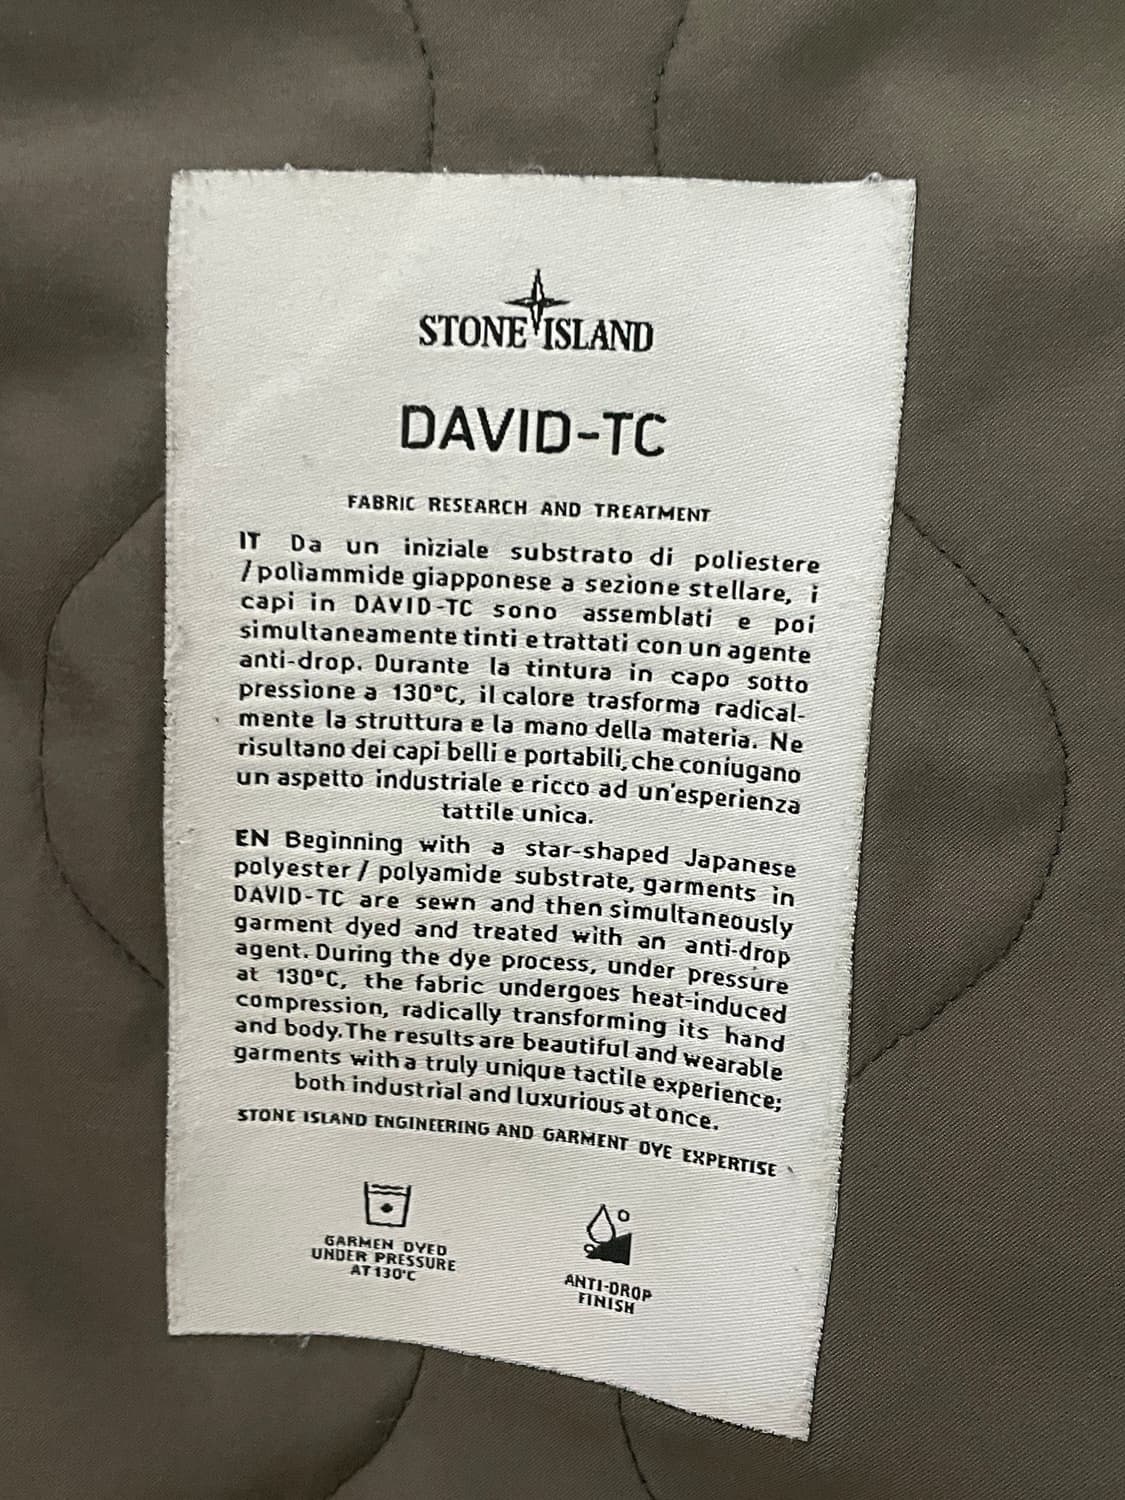 STONE ISLAND
DAVID-TC
FABRIC RESEARCH AND TREATMENT
IT Da un iniziale substrato di poliestere
/poliammide giapponese a sezione stellare, i
capi in DAVID-TC sono assemblati e poi
simultaneamente tinti e trattati con un agente
anti-drop. Durante la tintura in capo sotto
pressione a 130°C, il calore trasforma radical-
mente la struttura e la mano della materia. Ne
risultano dei capi belli e portabili, che coniugano
un aspetto industriale e ricco ad un'esperienza
tattile unica.
EN Beginning with a star-shaped Japanese
polyester / polyamide substrate, garments in
DAVID-TC are sewn and then simultaneously
garment dyed and treated with an anti-drop
agent. During the dye process, under pressure
at 130°C, the fabric undergoes heat-induced
compression, radically transforming its hand
and body. The results are beautiful and wearable
garments with a truly unique tactile experience;
both industrial and luxurious at once.
STONE ISLAND ENGINEERING AND GARMENT DYE EXPERTISE
GARMEN DYED
UNDER PRESSURE
AT 130°C
ANTI-DROP
FINISH